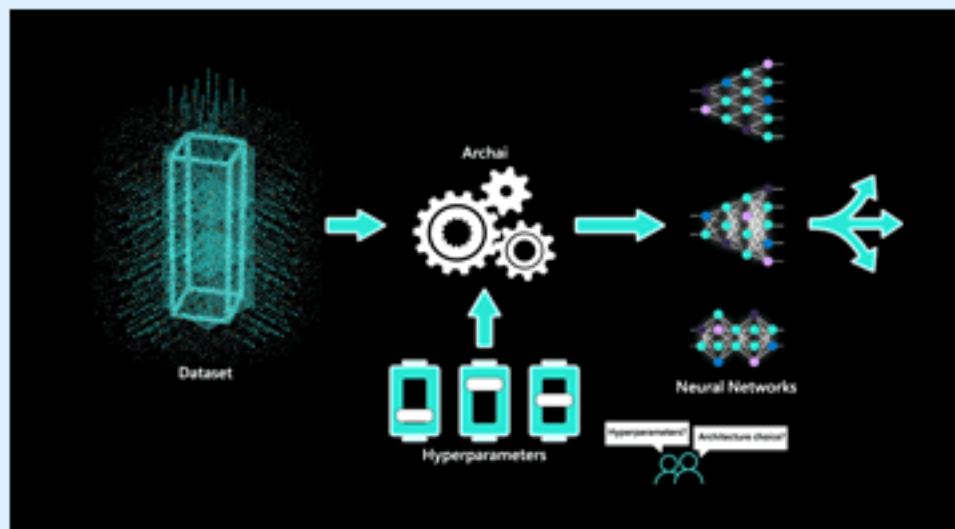 Archai
Dataset
Hyperparameters
Neural Networks
Hyperparameters?
Architecture choice?